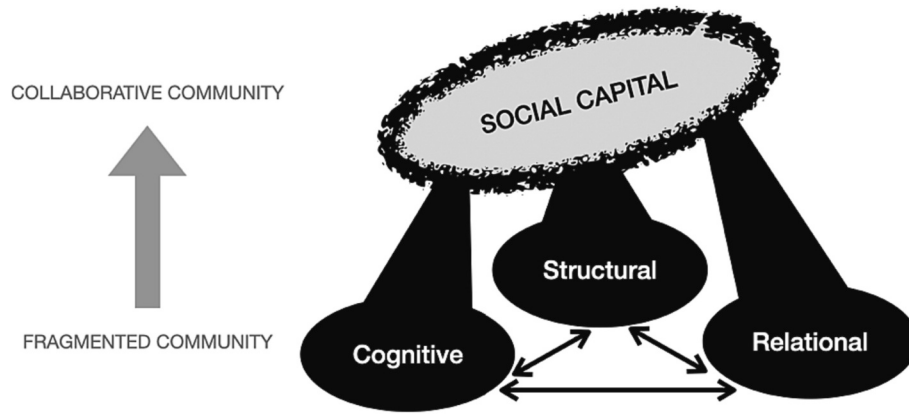 COLLABORATIVE COMMUNITY
FRAGMENTED COMMUNITY
SOCIAL CAPITAL
Structural
Cognitive
Relational